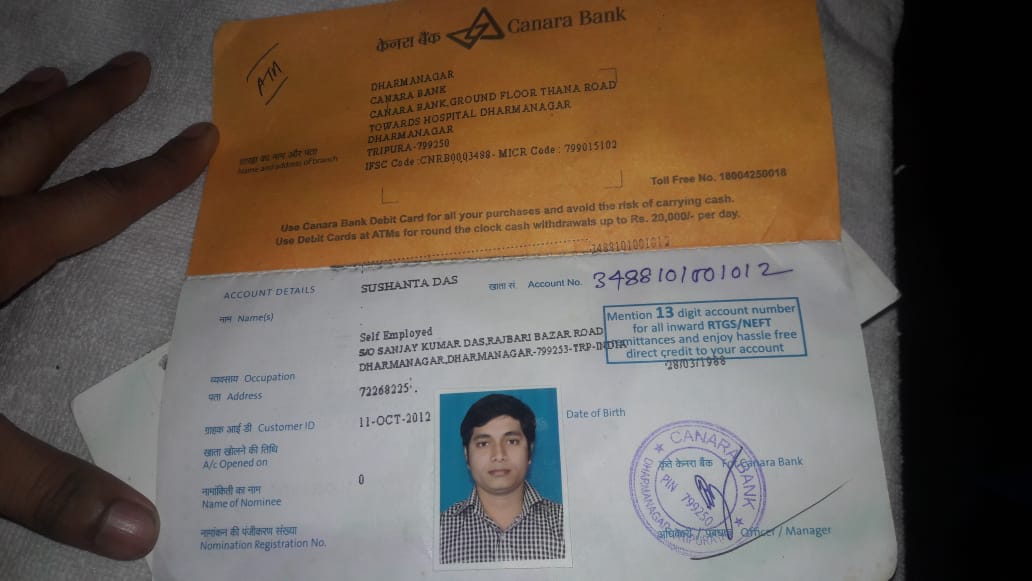 केनरा बैंक Canara Bank
ATM
DHARMANAGAR
CANARA BANK
CANARA BANK,GROUND FLOOR THANA ROAD
TOWARDS HOSPITAL DHARMANAGAR
DHARMANAGAR
TRIPURA-799250
IFSC Code :CNRB0003488- MICR Code : 799015102
शाखा का नाम और पता
Name and address of branch
Toll Free No. 18004250018
Use Canara Bank Debit Card for all your purchases and avoid the risk of carrying cash.
Use Debit Cards at ATMs for round the clock cash withdrawals up to Rs. 20,000/- per day.
3488101001012
ACCOUNT DETAILS
SUSHANTA DAS
खाता सं. Account No. 3488101001012
नाम Name(s)
Mention 13 digit account number
for all inward RTGS/NEFT
remittances and enjoy hassle free
direct credit to your account
Self Employed
S/O SANJAY KUMAR DAS,RAJBARI BAZAR ROAD
DHARMANAGAR,DHARMANAGAR-799253-TRP-INDIA
28/03/1988
व्यवसाय Occupation
पता Address
72268225
ग्राहक आई डी Customer ID
11-OCT-2012
Date of Birth
खाता खोलने की तिथि
A/c Opened on
0
नामांकिती का नाम
Name of Nominee
नामांकन की पंजीकरण संख्या
Nomination Registration No.
कृते केनरा बैंक For Canara Bank
अधिकारी / प्रबंधक Officer / Manager
CANARA BANK
PIN 799250
DHARMANAGAR